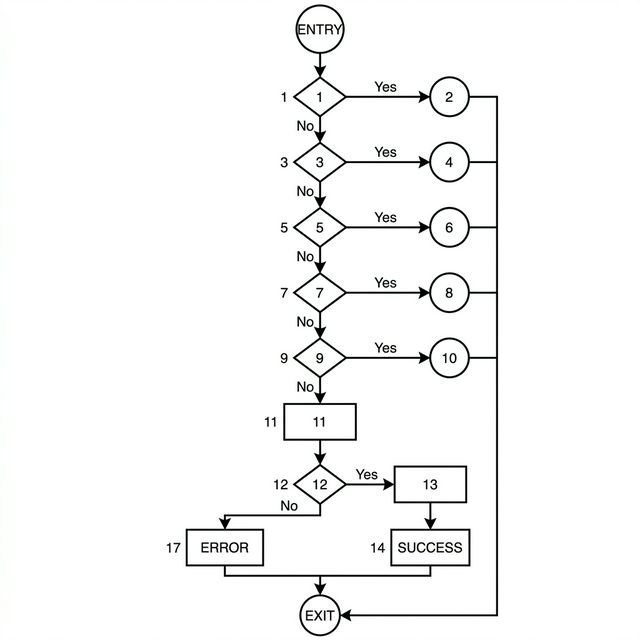 ENTRY
1 1 Yes 2
No
3 3 Yes 4
No
5 5 Yes 6
No
7 7 Yes 8
No
9 9 Yes 10
No
11 11
12 12 Yes 13
No
17 ERROR 14 SUCCESS
EXIT